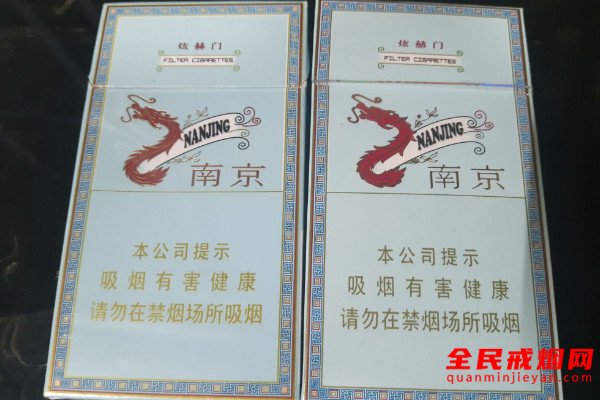 炫赫门
FILTER CIGARETTES
NANJING
南京
本公司提示
吸烟有害健康
请勿在禁烟场所吸烟
炫赫门
FILTER CIGARETTES
NANJING
南京
本公司提示
吸烟有害健康
请勿在禁烟场所吸烟
全民戒烟网
quanminjieyan.com